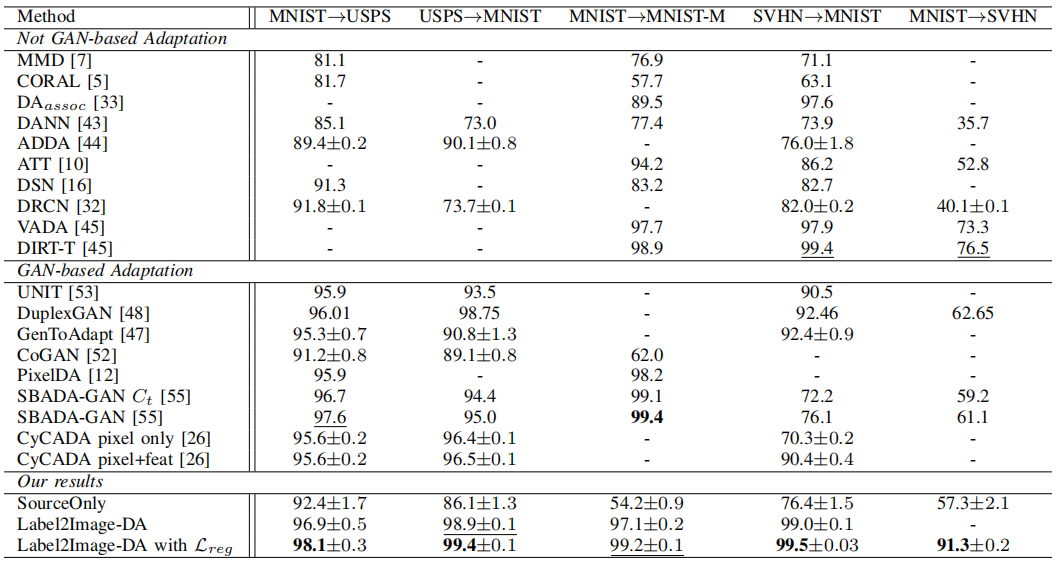 Method MNIST→USPS USPS→MNIST MNIST→MNIST-M SVHN→MNIST MNIST→SVHN
Not GAN-based Adaptation
MMD [7] 81.1 - 76.9 71.1 -
CORAL [5] 81.7 - 57.7 63.1 -
DAassoc [33] - - 89.5 97.6 -
DANN [43] 85.1 73.0 77.4 73.9 35.7
ADDA [44] 89.4±0.2 90.1±0.8 - 76.0±1.8 -
ATT [10] - - 94.2 86.2 52.8
DSN [16] 91.3 - 83.2 82.7 -
DRCN [32] 91.8±0.1 73.7±0.1 - 82.0±0.2 40.1±0.1
VADA [45] - - 97.7 97.9 73.3
DIRT-T [45] - - 98.9 99.4 76.5
GAN-based Adaptation
UNIT [53] 95.9 93.5 - 90.5 -
DuplexGAN [48] 96.01 98.75 - 92.46 62.65
GenToAdapt [47] 95.3±0.7 90.8±1.3 - 92.4±0.9 -
CoGAN [52] 91.2±0.8 89.1±0.8 62.0 - -
PixelDA [12] 95.9 - 98.2 - -
SBADA-GAN Ct [55] 96.7 94.4 99.1 72.2 59.2
SBADA-GAN [55] 97.6 95.0 99.4 76.1 61.1
CyCADA pixel only [26] 95.6±0.2 96.4±0.1 - 70.3±0.2 -
CyCADA pixel+feat [26] 95.6±0.2 96.5±0.1 - 90.4±0.4 -
Our results
SourceOnly 92.4±1.7 86.1±1.3 54.2±0.9 76.4±1.5 57.3±2.1
Label2Image-DA 96.9±0.5 98.9±0.1 97.1±0.2 99.0±0.1 -
Label2Image-DA with ℒreg 98.1±0.3 99.4±0.1 99.2±0.1 99.5±0.03 91.3±0.2